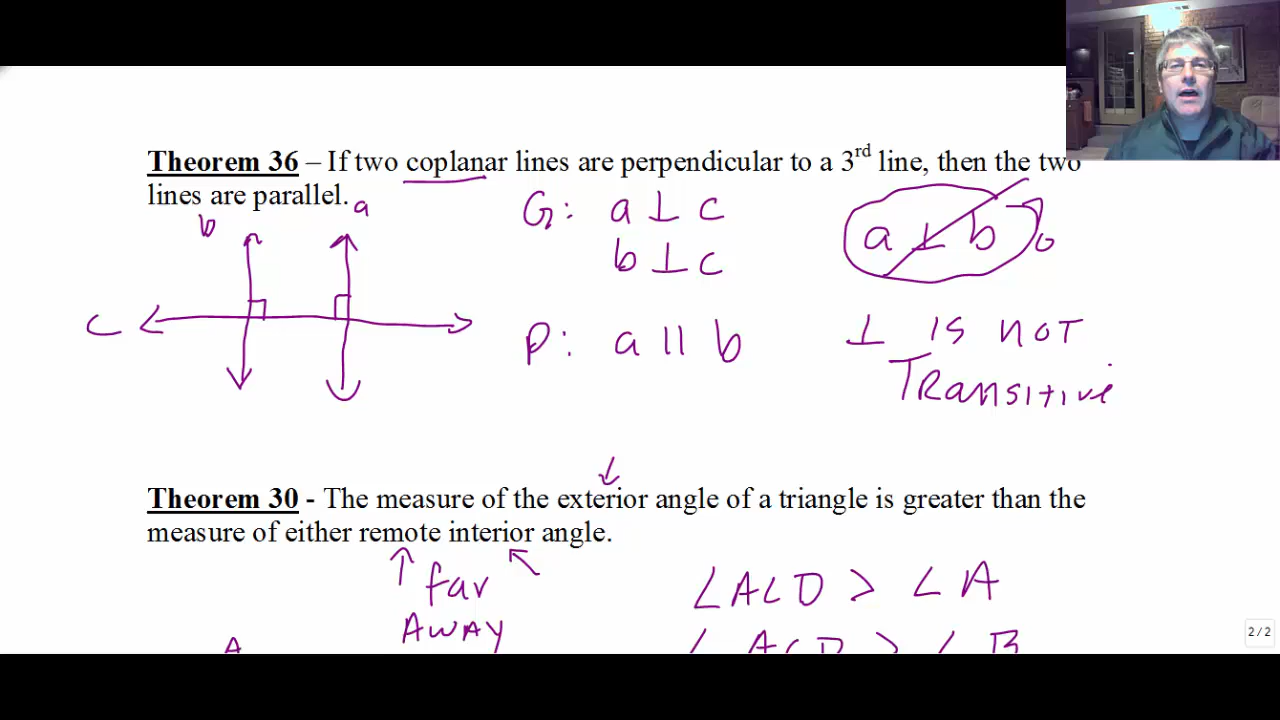 Theorem 36 – If two coplanar lines are perpendicular to a 3rd line, then the two
lines are parallel.
b a
G: a ⊥ c
b ⊥ c
a ⊥ b
c
P: a || b
⊥ IS NOT
TRansitive
Theorem 30 - The measure of the exterior angle of a triangle is greater than the
measure of either remote interior angle.
far
AWAY
∠ACD > ∠A
∠ACD > ∠B
A
2 / 2